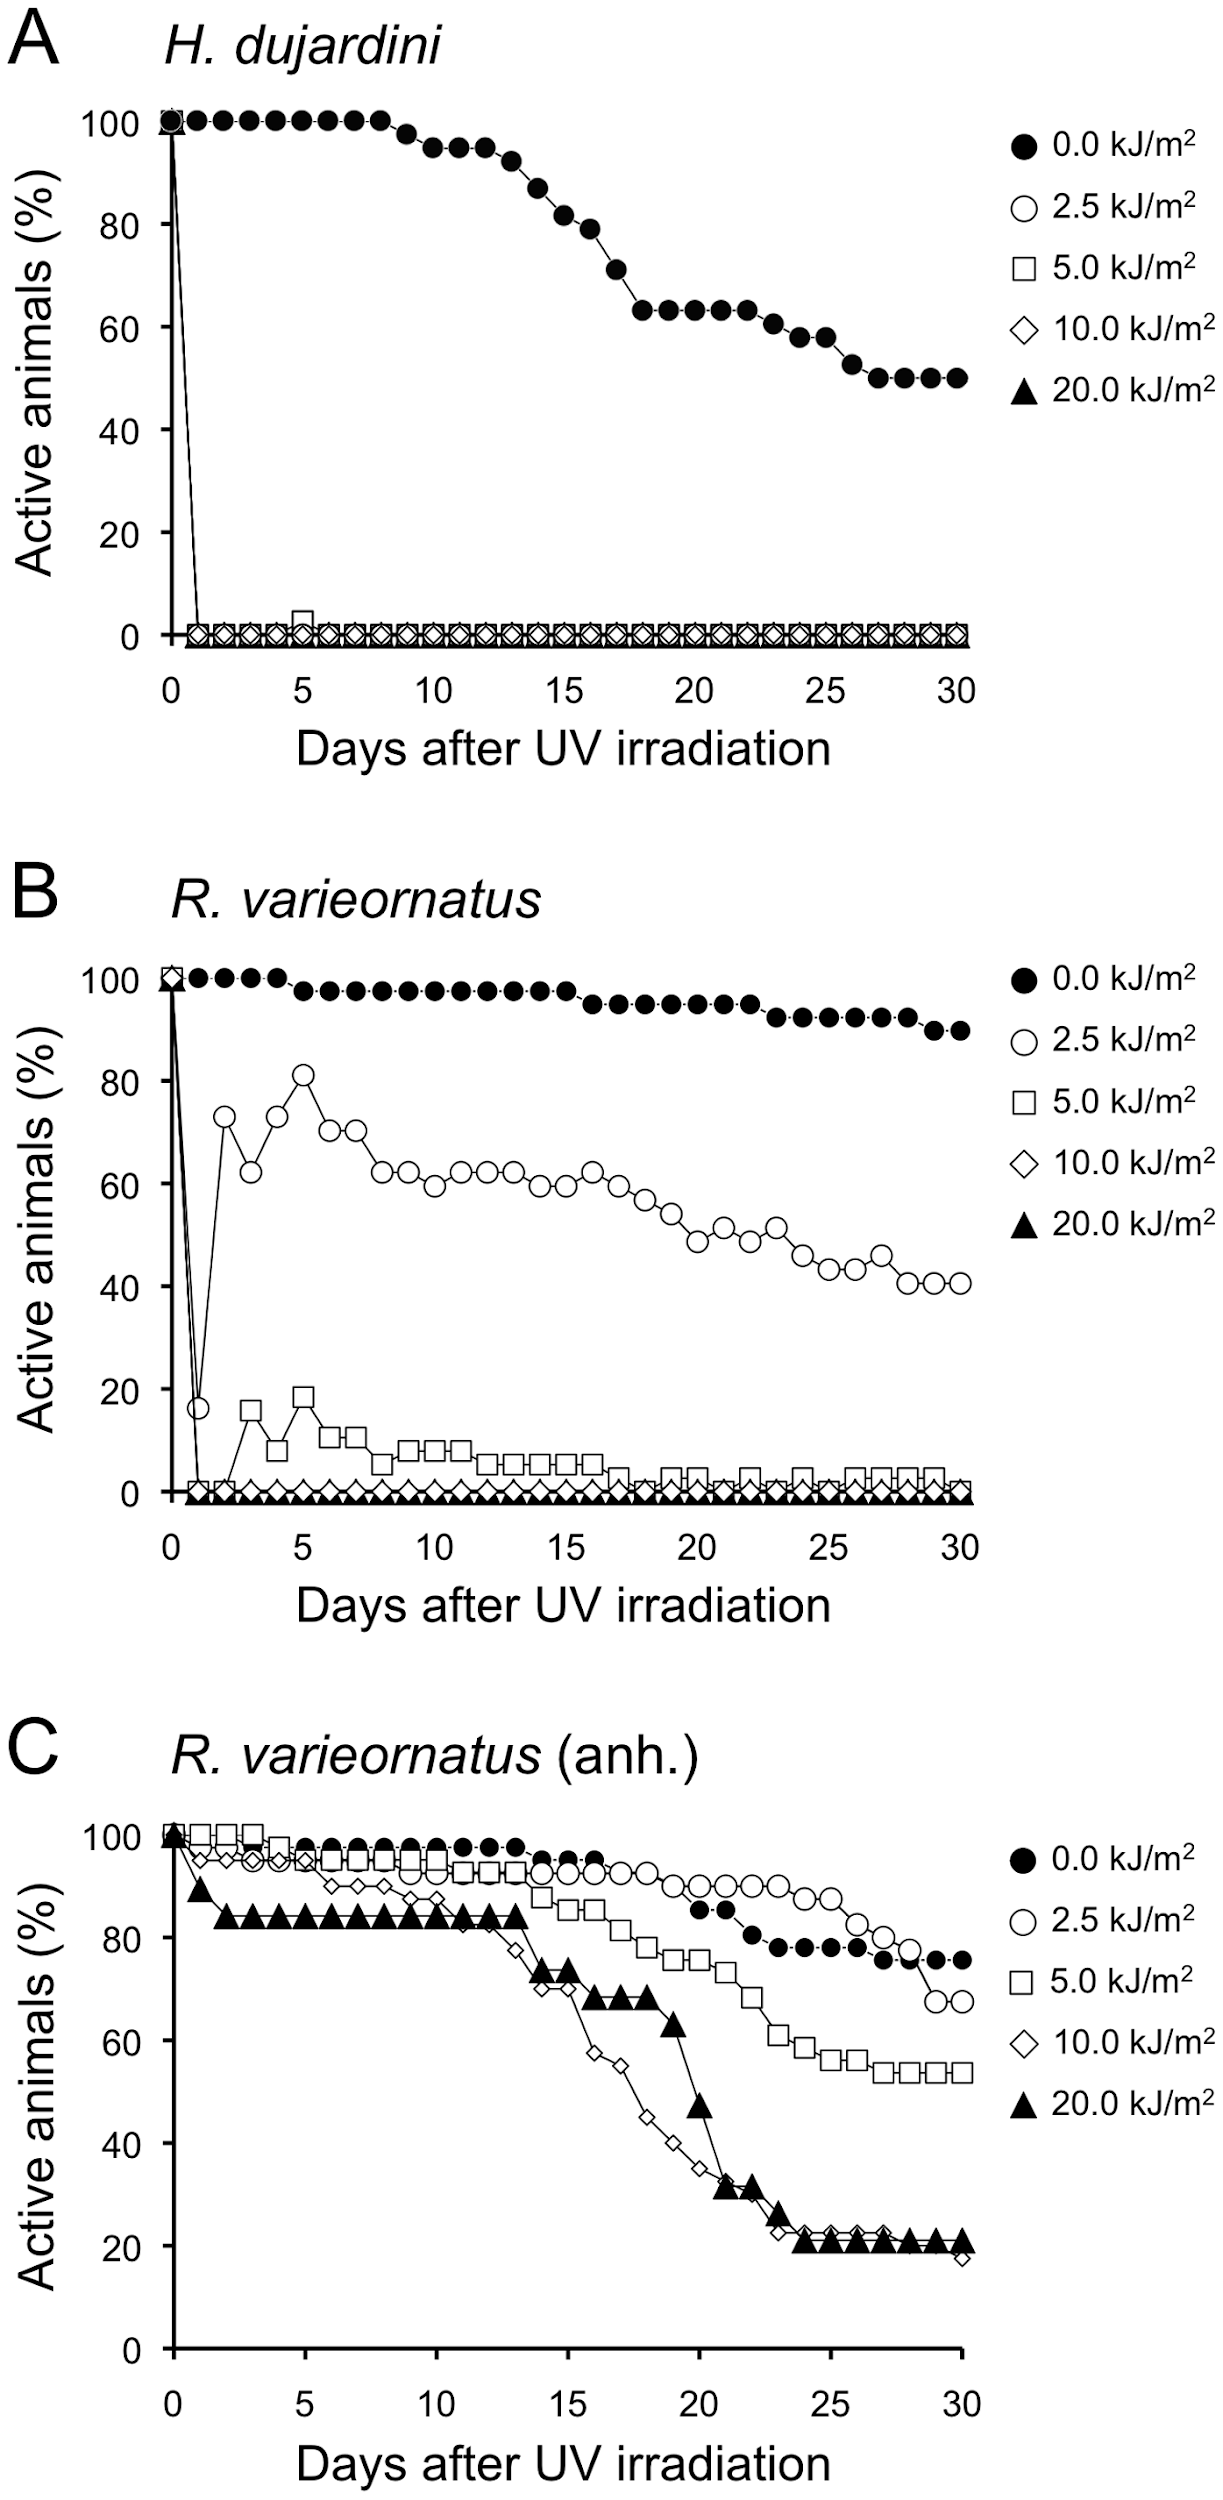 A
H. dujardini
Active animals (%)
100
80
60
40
20
0
0 5 10 15 20 25 30
Days after UV irradiation
0.0 kJ/m²
2.5 kJ/m²
5.0 kJ/m²
10.0 kJ/m²
20.0 kJ/m²
B
R. varieornatus
Active animals (%)
100
80
60
40
20
0
0 5 10 15 20 25 30
Days after UV irradiation
0.0 kJ/m²
2.5 kJ/m²
5.0 kJ/m²
10.0 kJ/m²
20.0 kJ/m²
C
R. varieornatus (anh.)
Active animals (%)
100
80
60
40
20
0
0 5 10 15 20 25 30
Days after UV irradiation
0.0 kJ/m²
2.5 kJ/m²
5.0 kJ/m²
10.0 kJ/m²
20.0 kJ/m²